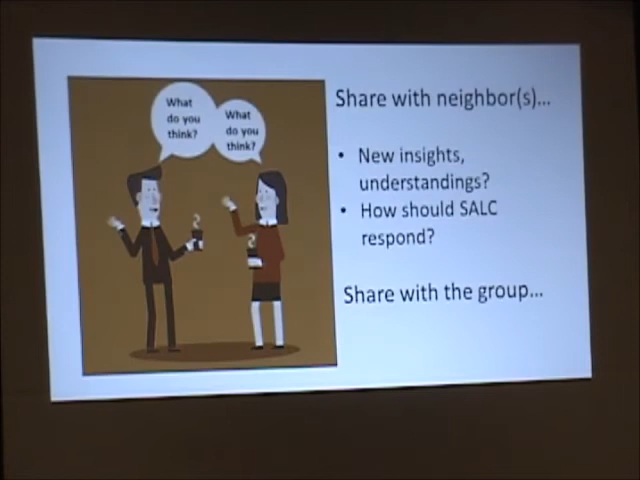 What
do you
think?
What
do you
think?
Share with neighbor(s)...
• New insights,
understandings?
• How should SALC
respond?
Share with the group...